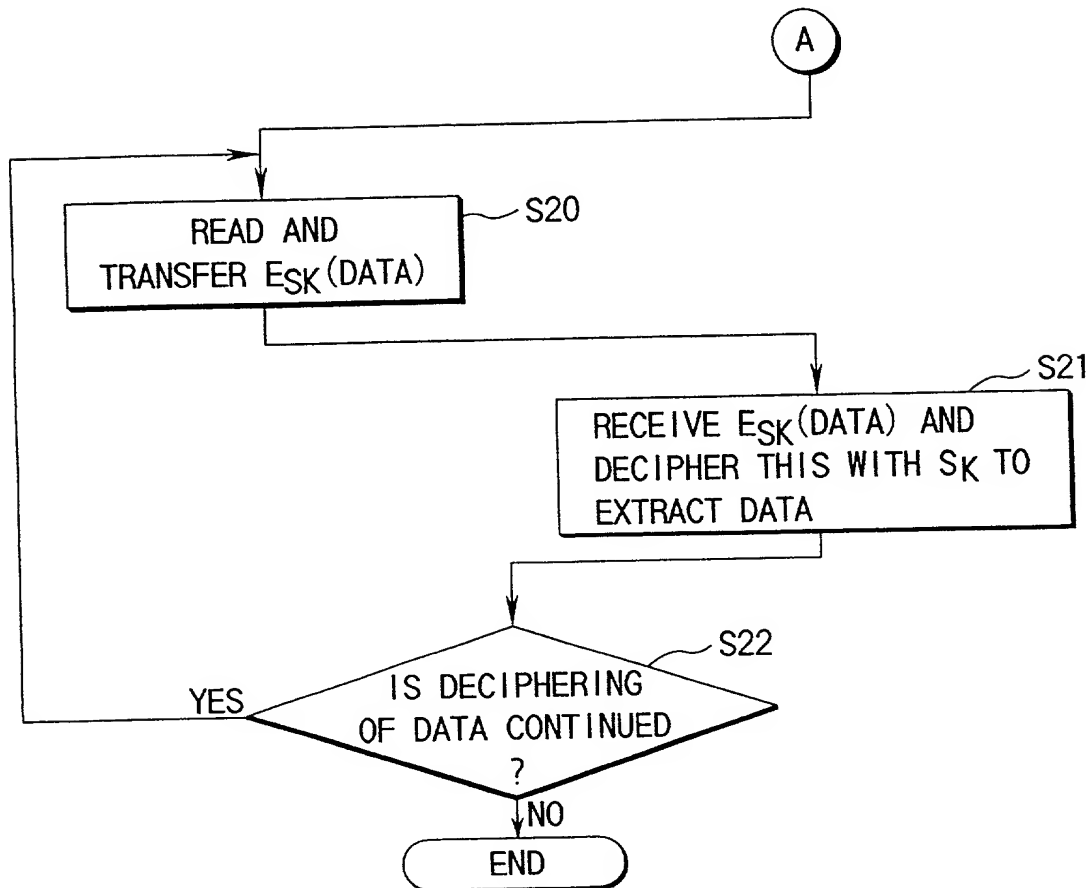 A
READ AND
TRANSFER ESK(DATA)
S20
S21
RECEIVE ESK(DATA) AND
DECIPHER THIS WITH SK TO
EXTRACT DATA
S22
IS DECIPHERING
OF DATA CONTINUED
?
YES
NO
END